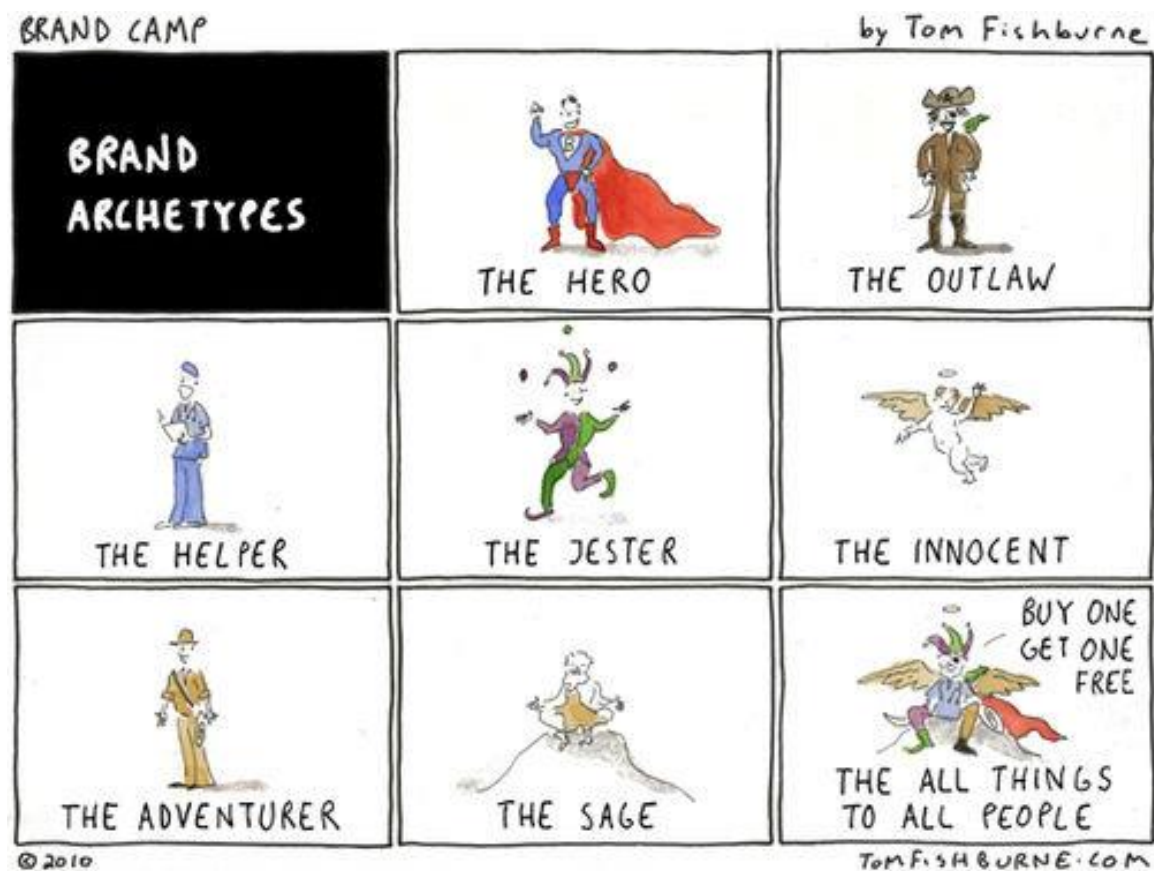 BRAND CAMP
by Tom Fishburne
BRAND
ARCHETYPES
THE HERO
THE OUTLAW
THE HELPER
THE JESTER
THE INNOCENT
THE ADVENTURER
THE SAGE
BUY ONE
GET ONE
FREE
THE ALL THINGS
TO ALL PEOPLE
© 2010
TOMFISHBURNE.COM